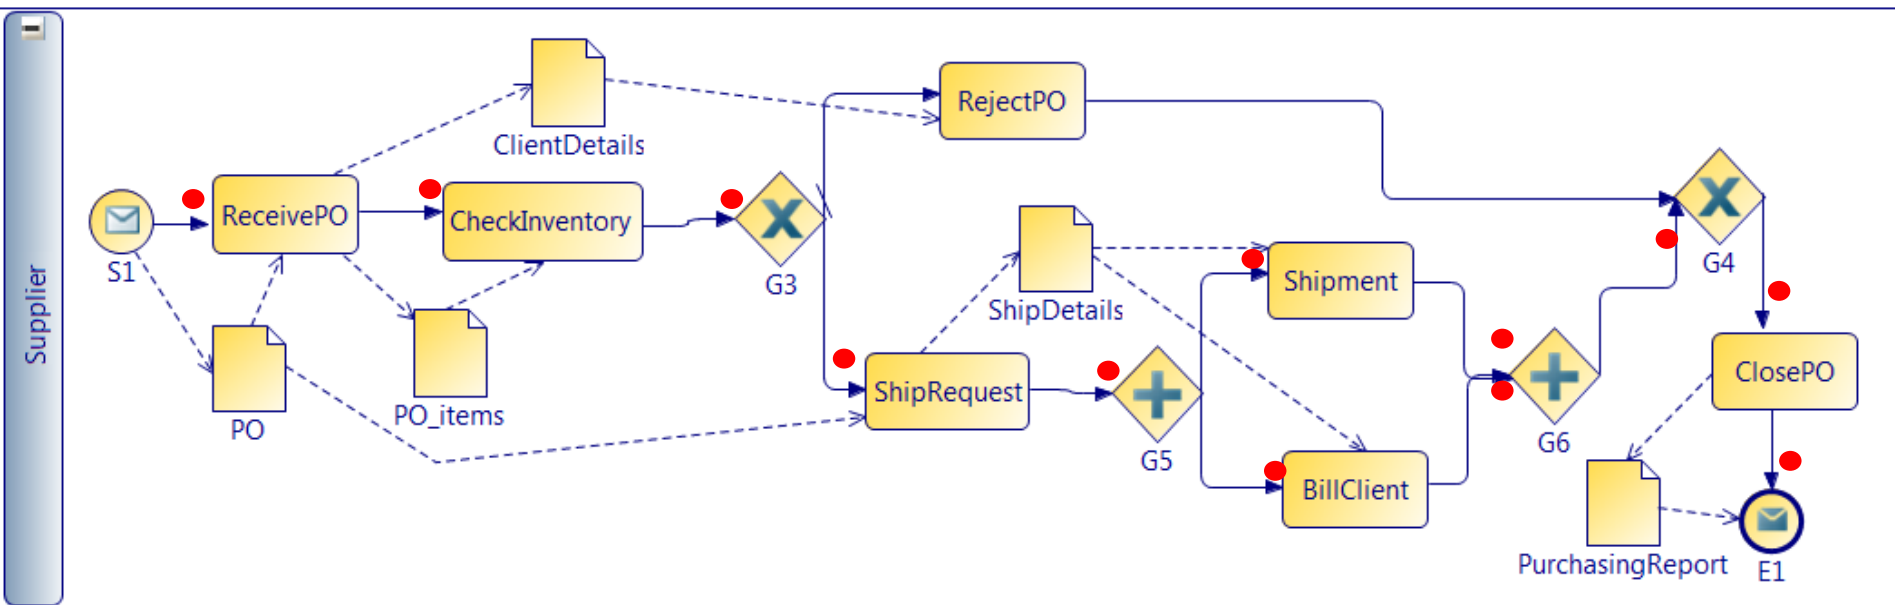 Supplier
S1
PO
ReceivePO
ClientDetails
PO_items
CheckInventory
X
G3
RejectPO
ShipRequest
ShipDetails
G5
Shipment
BillClient
G6
X
G4
ClosePO
PurchasingReport
E1